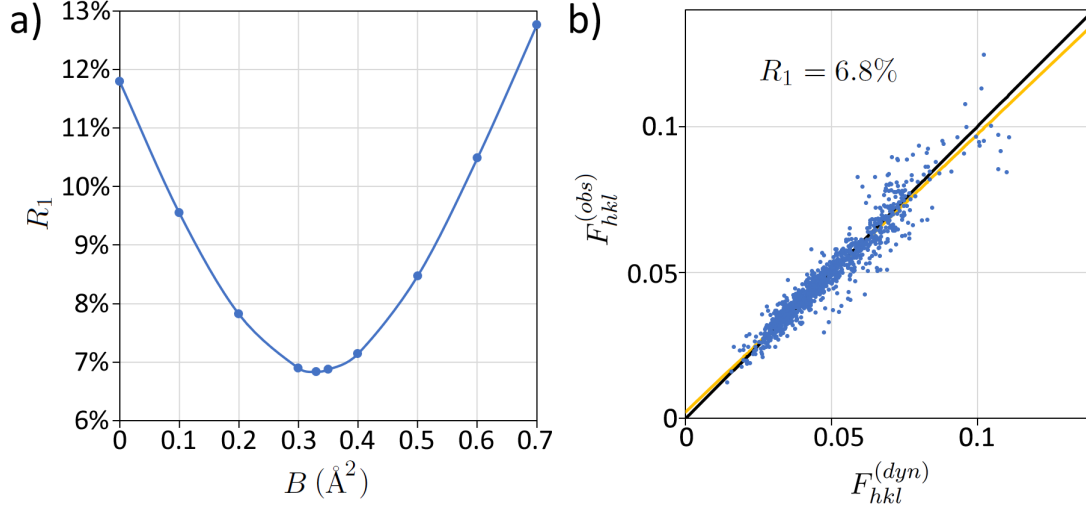 a)
13%
12%
11%
10%
9%
8%
7%
6%
R₁
0 0.1 0.2 0.3 0.4 0.5 0.6 0.7
B (Å²)
b)
R₁ = 6.8%
0.1
0.05
0
F_{hkl}^{(obs)}
0 0.05 0.1
F_{hkl}^{(dyn)}